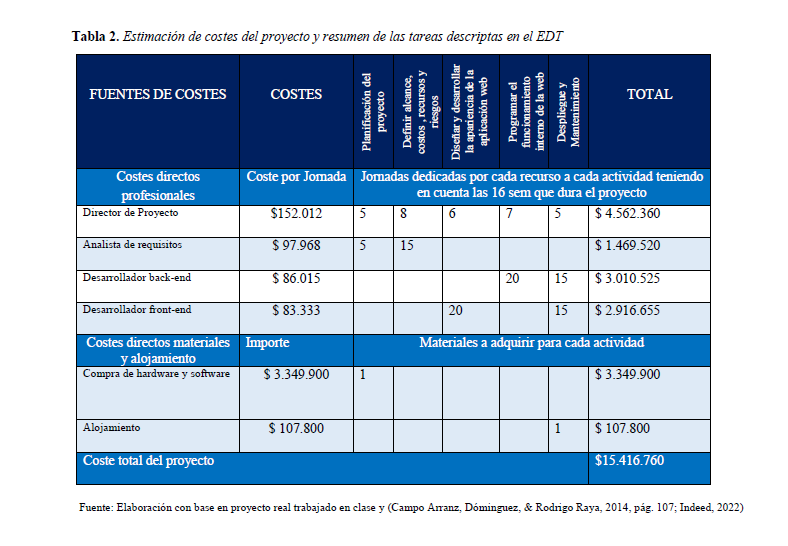 Tabla 2. Estimación de costes del proyecto y resumen de las tareas descriptas en el EDT
FUENTES DE COSTES
COSTES
Planificación del
proyecto
Definir alcance,
costos , recursos y
riesgos
Diseñar y desarrollar
la apariencia de la
aplicación web
Programar el
funcionamiento
interno de la web
Despliegue y
Mantenimiento
TOTAL
Costes directos
profesionales
Coste por Jornada
Jornadas dedicadas por cada recurso a cada actividad teniendo
en cuenta las 16 sem que dura el proyecto
Director de Proyecto $152.012 5 8 6 7 5 $ 4.562.360
Analista de requisitos $ 97.968 5 15 $ 1.469.520
Desarrollador back-end $ 86.015 20 15 $ 3.010.525
Desarrollador front-end $ 83.333 20 15 $ 2.916.655
Costes directos materiales
y alojamiento
Importe
Materiales a adquirir para cada actividad
Compra de hardware y software $ 3.349.900 1 $ 3.349.900
Alojamiento $ 107.800 1 $ 107.800
Coste total del proyecto $15.416.760
Fuente: Elaboración con base en proyecto real trabajado en clase y (Campo Arranz, Dóminguez, & Rodrigo Raya, 2014, pág. 107; Indeed, 2022)